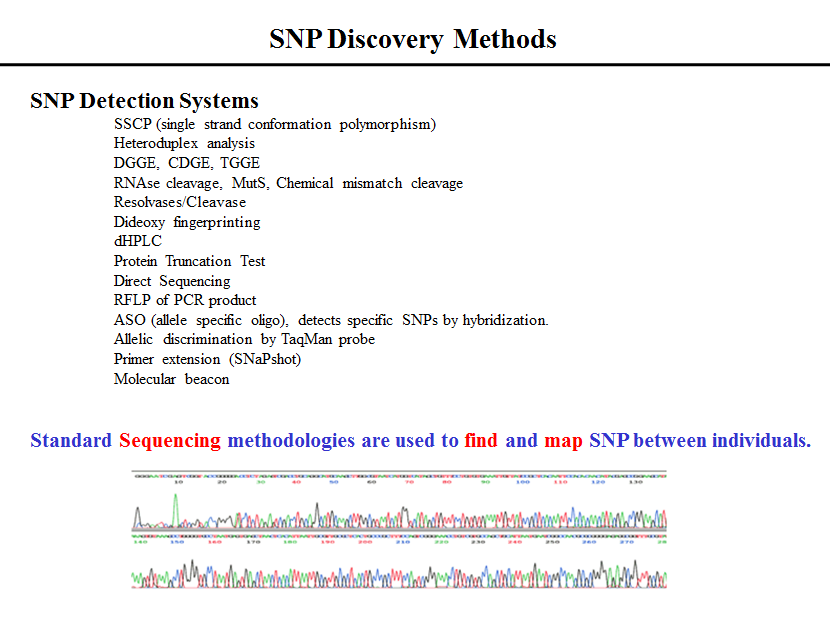 SNP Discovery Methods
SNP Detection Systems
SSCP (single strand conformation polymorphism)
Heteroduplex analysis
DGGE, CDGE, TGGE
RNAse cleavage, MutS, Chemical mismatch cleavage
Resolvases/Cleavase
Dideoxy fingerprinting
dHPLC
Protein Truncation Test
Direct Sequencing
RFLP of PCR product
ASO (allele specific oligo), detects specific SNPs by hybridization.
Allelic discrimination by TaqMan probe
Primer extension (SNaPshot)
Molecular beacon
Standard Sequencing methodologies are used to find and map SNP between individuals.
10 20 30 40 50 60 70 80 90 100 110 120 130
140 150 160 170 180 190 200 210 220 230 240 250 260 270 28